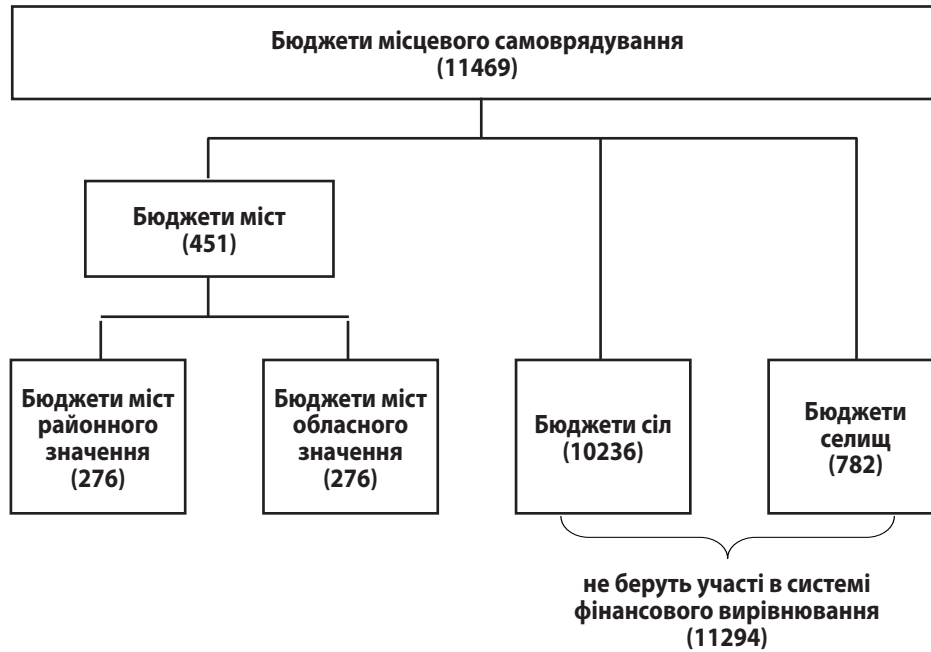 Бюджети місцевого самоврядування
(11469)
Бюджети міст
(451)
Бюджети міст
районного
значення
(276)
Бюджети міст
обласного
значення
(276)
Бюджети сіл
(10236)
Бюджети
селищ
(782)
не беруть участі в системі
фінансового вирівнювання
(11294)